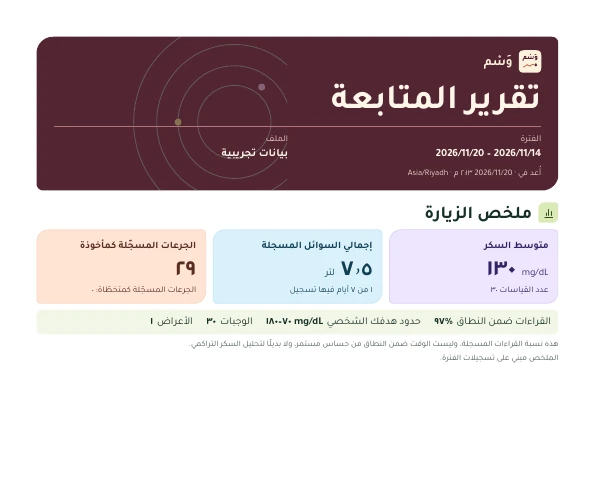 وَسْم
تقرير المتابعة
الفترة
2026/11/14 - 2026/11/20
الملف
بيانات تجريبية
أعد في: 2026/11/20 ٢:١٣ م · Asia/Riyadh
ملخص الزيارة
متوسط السكر
١٣٠ mg/dL
عدد القياسات ٣٠
إجمالي السوائل المسجلة
٧٫٥ لتر
١ من ٧ أيام فيها تسجيل
الجرعات المسجّلة كمأخوذة
٢٩
الجرعات المسجّلة كمتخطّاة: ٠
القراءات ضمن النطاق ٩٧% حدود هدفك الشخصي ٧٠-١٨٠ mg/dL الوجبات ٣٠ الأعراض ١
هذه نسبة القراءات المسجلة، وليست الوقت ضمن النطاق من حساس مستمر، ولا بديلًا لتحليل السكر التراكمي.
الملخص مبني على تسجيلات الفترة.